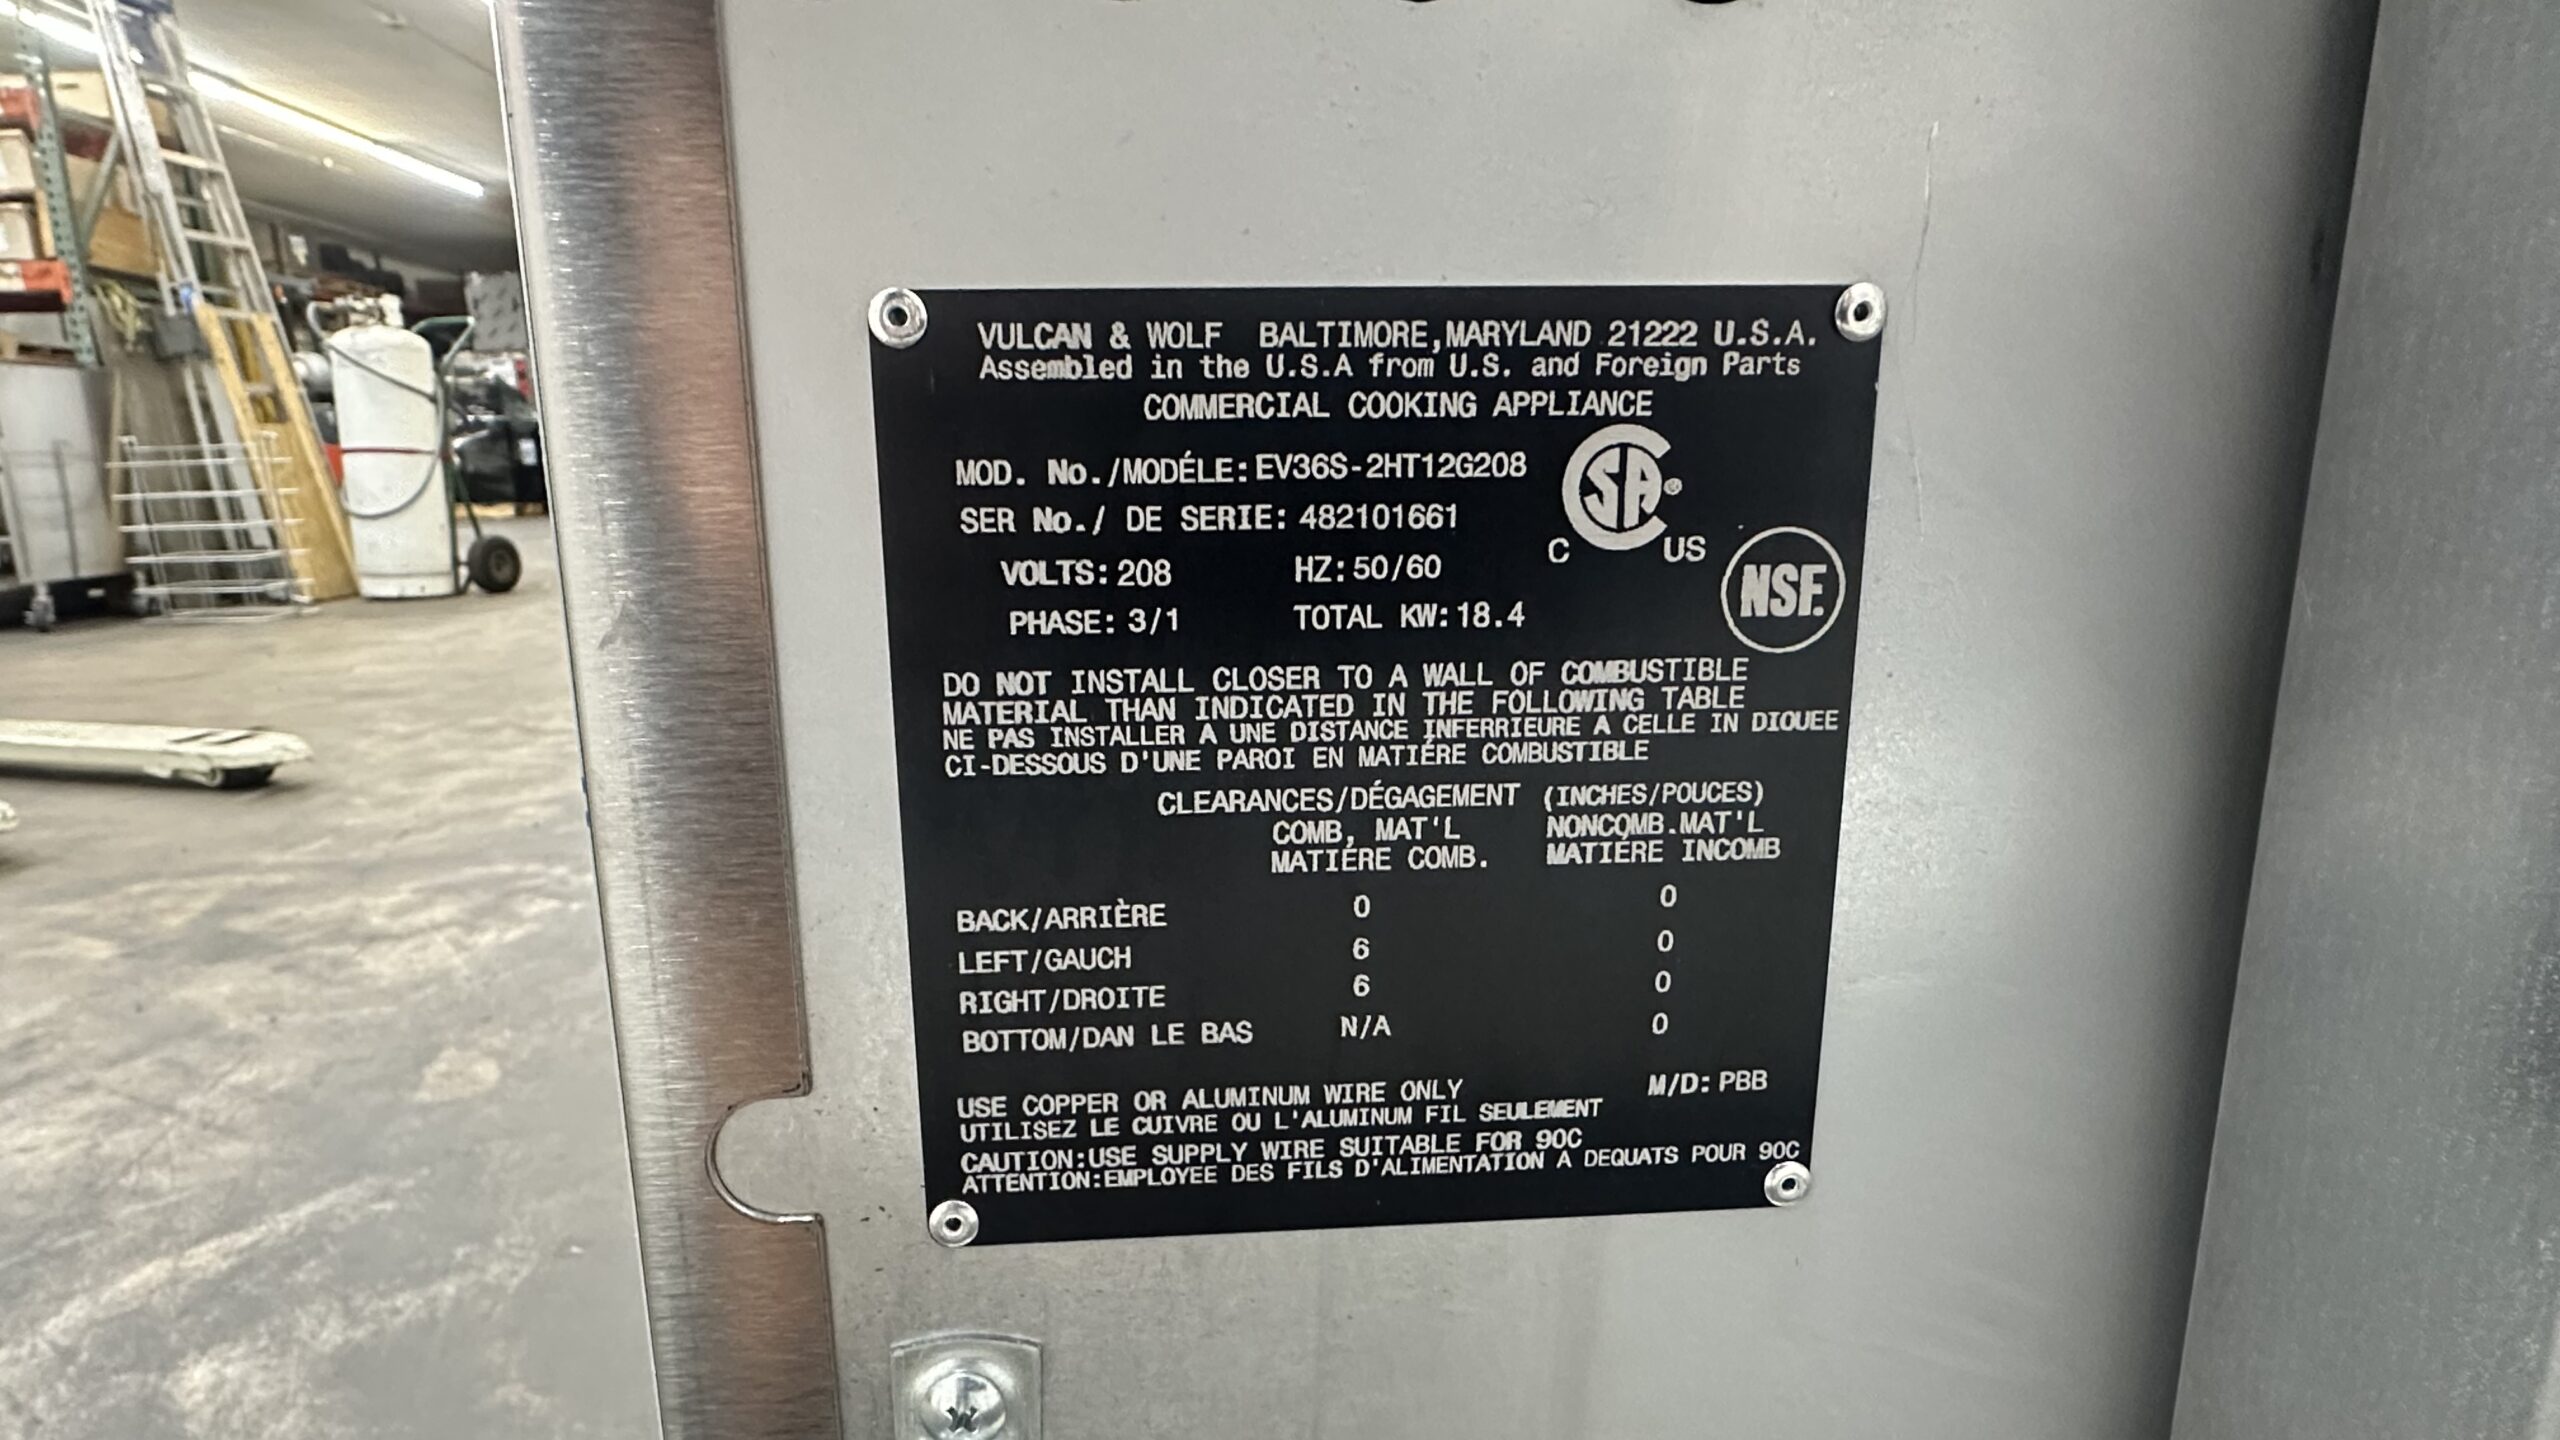 VULCAN & WOLF BALTIMORE, MARYLAND 21222 U.S.A.
Assembled in the U.S.A from U.S. and Foreign Parts
COMMERCIAL COOKING APPLIANCE
MOD. No./MODÉLE: EV36S-2HT12G208
SER No./ DE SERIE: 482101661
VOLTS: 208 HZ: 50/60
PHASE: 3/1 TOTAL KW: 18.4
SA ®
C US
NSF.
DO NOT INSTALL CLOSER TO A WALL OF COMBUSTIBLE
MATERIAL THAN INDICATED IN THE FOLLOWING TABLE
NE PAS INSTALLER A UNE DISTANCE INFERRIEURE A CELLE IN DIOUEE
CI-DESSOUS D'UNE PAROI EN MATIÉRE COMBUSTIBLE
CLEARANCES/DÉGAGEMENT (INCHES/POUCES)
COMB, MAT'L NONCOMB.MAT'L
MATIÉRE COMB. MATIÉRE INCOMB
BACK/ARRIÈRE 0 0
LEFT/GAUCH 6 0
RIGHT/DROITE 6 0
BOTTOM/DAN LE BAS N/A 0
USE COPPER OR ALUMINUM WIRE ONLY M/D: PBB
UTILISEZ LE CUIVRE OU L'ALUMINUM FIL SEULEMENT
CAUTION:USE SUPPLY WIRE SUITABLE FOR 90C
ATTENTION:EMPLOYEE DES FILS D'ALIMENTATION A DEQUATS POUR 90C